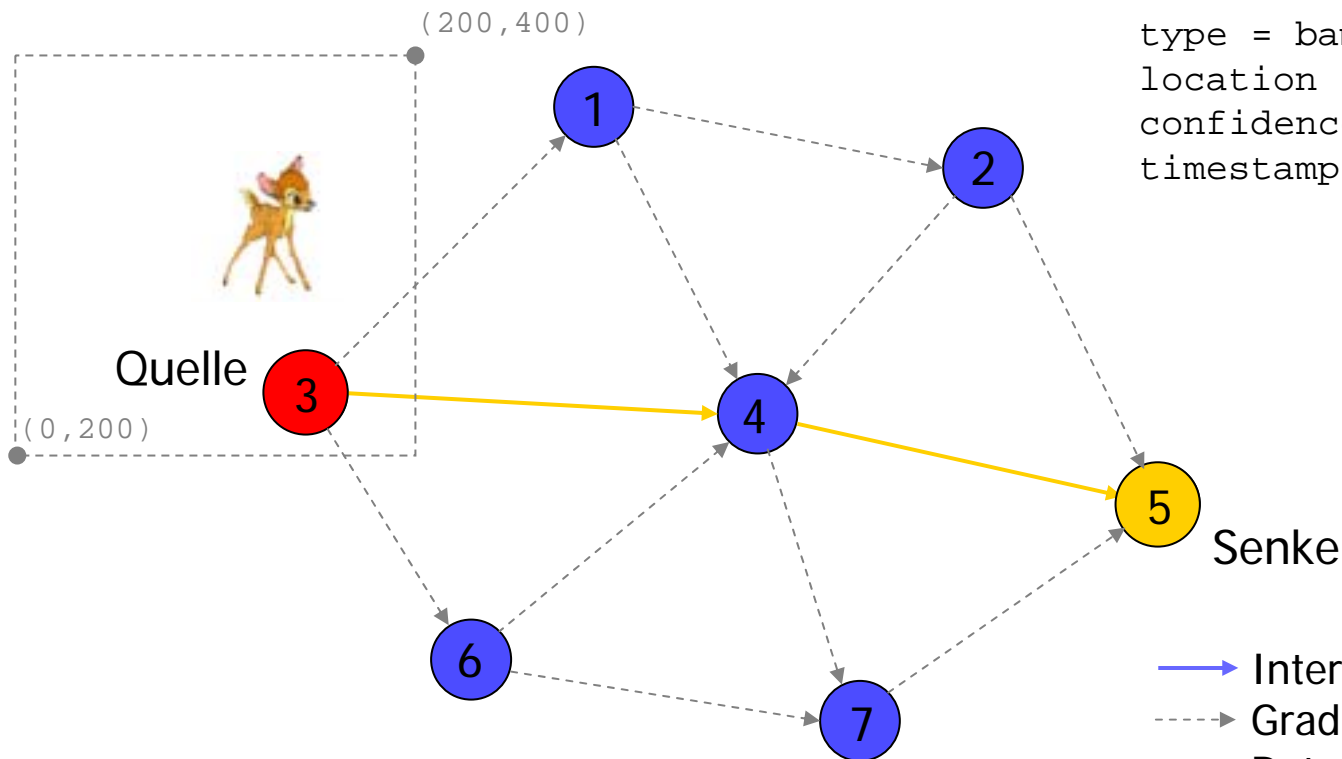 (200,400)
type = ba
location
confidenc
timestamp
1
2
Quelle
3
(0,200)
4
5
Senke
6
7
Inter
Grad